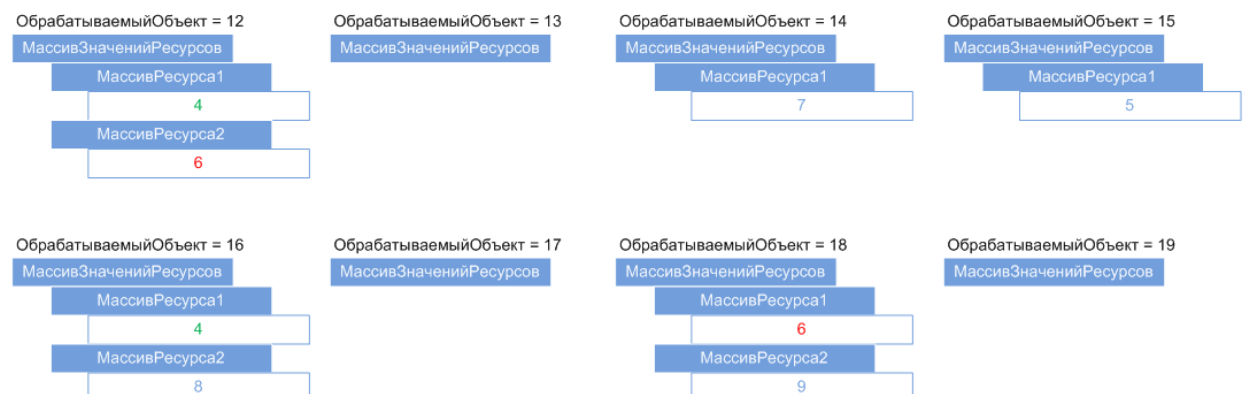 ОбрабатываемыйОбъект = 12
МассивЗначенийРесурсов
МассивРесурса1
4
МассивРесурса2
6
ОбрабатываемыйОбъект = 13
МассивЗначенийРесурсов
ОбрабатываемыйОбъект = 14
МассивЗначенийРесурсов
МассивРесурса1
7
ОбрабатываемыйОбъект = 15
МассивЗначенийРесурсов
МассивРесурса1
5
ОбрабатываемыйОбъект = 16
МассивЗначенийРесурсов
МассивРесурса1
4
МассивРесурса2
8
ОбрабатываемыйОбъект = 17
МассивЗначенийРесурсов
ОбрабатываемыйОбъект = 18
МассивЗначенийРесурсов
МассивРесурса1
6
МассивРесурса2
9
ОбрабатываемыйОбъект = 19
МассивЗначенийРесурсов